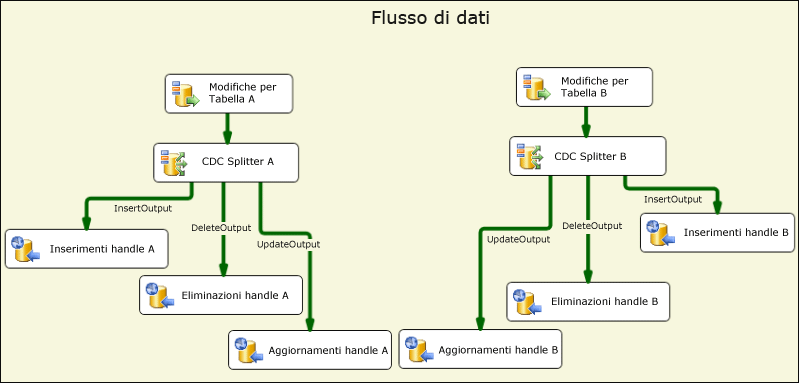 Flusso di dati
Modifiche per
Tabella A
CDC Splitter A
InsertOutput
DeleteOutput
UpdateOutput
Inserimenti handle A
Eliminazioni handle A
Aggiornamenti handle A
Modifiche per
Tabella B
CDC Splitter B
InsertOutput
DeleteOutput
UpdateOutput
Inserimenti handle B
Eliminazioni handle B
Aggiornamenti handle B